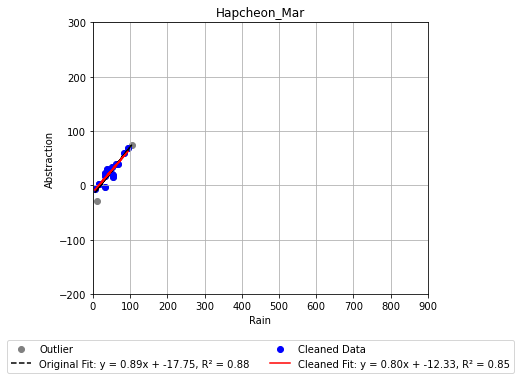 Hapcheon_Mar
300
200
100
0
−100
−200
Abstraction
0 100 200 300 400 500 600 700 800 900
Rain
Outlier
Cleaned Data
Original Fit: y = 0.89x + -17.75, R² = 0.88
Cleaned Fit: y = 0.80x + -12.33, R² = 0.85